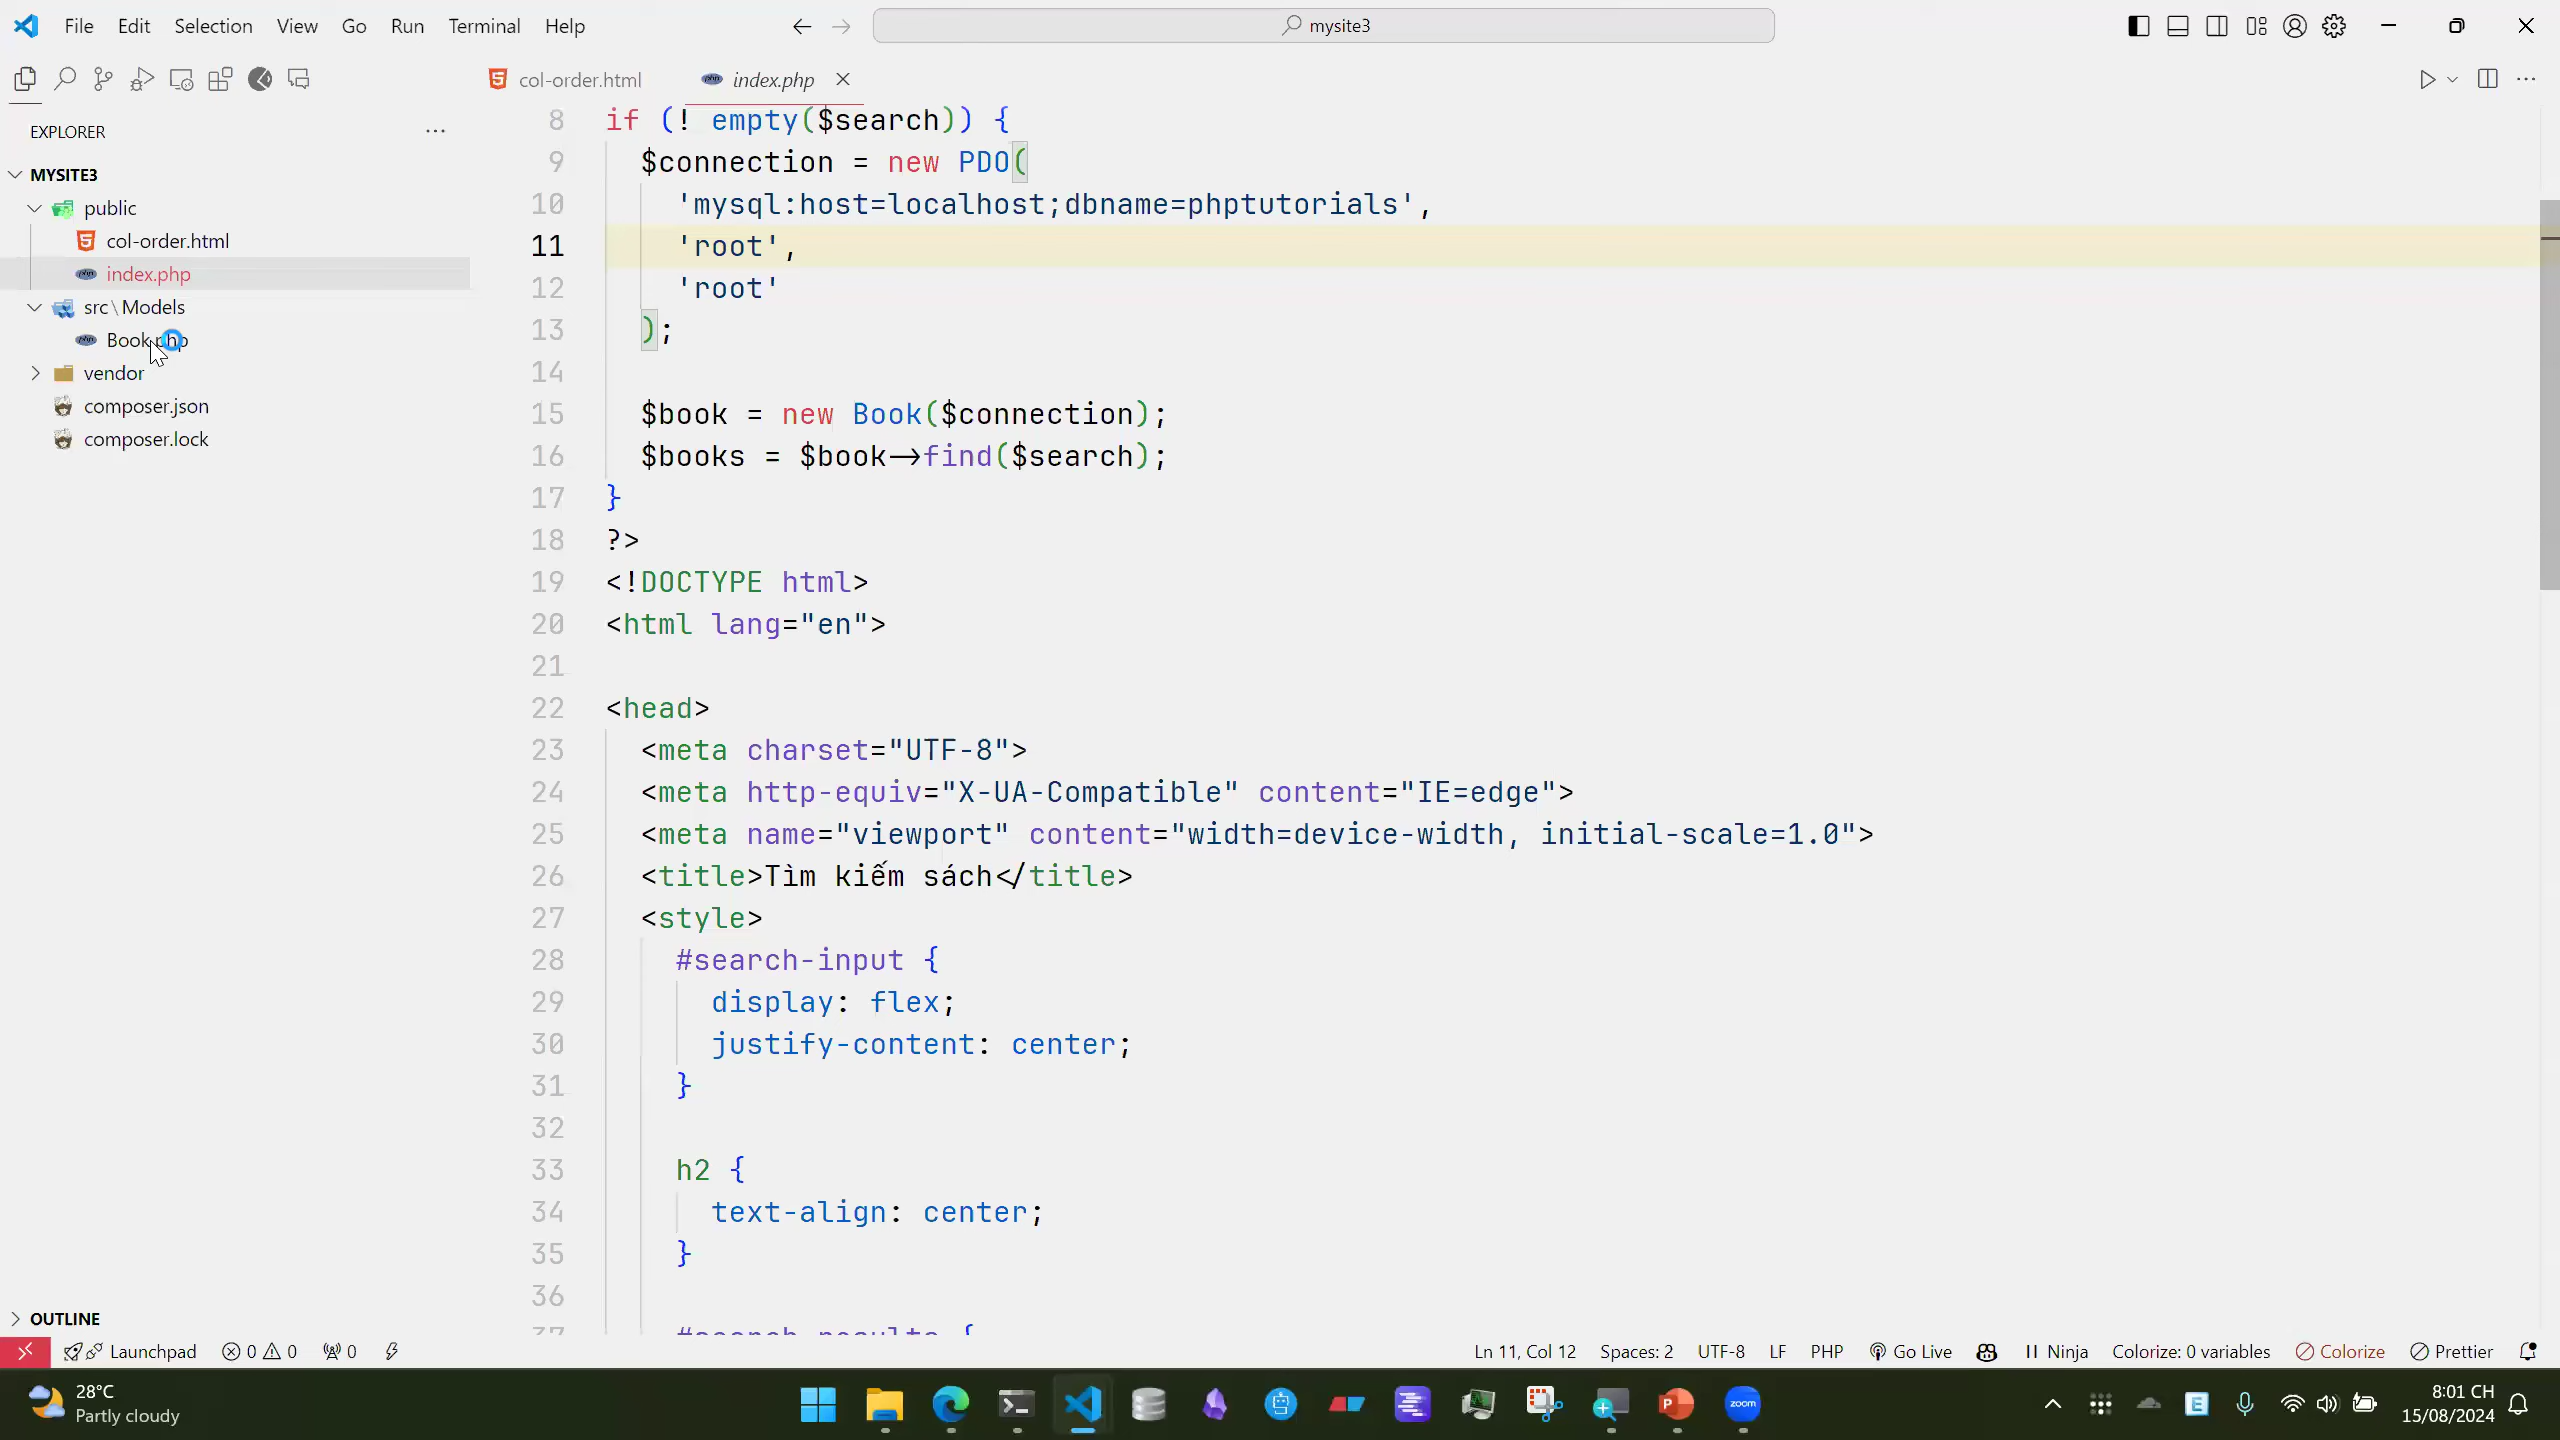 File Edit Selection View Go Run Terminal Help
mysite3
col-order.html
index.php
EXPLORER
MYSITE3
public
col-order.html
index.php
src\Models
Book.php
vendor
composer.json
composer.lock
OUTLINE
8 if (! empty($search)) {
9 $connection = new PDO(
10 'mysql:host=localhost;dbname=phptutorials',
11 'root',
12 'root'
13 );
14
15 $book = new Book($connection);
16 $books = $book->find($search);
17 }
18 ?>
19 <!DOCTYPE html>
20 <html lang="en">
21
22 <head>
23 <meta charset="UTF-8">
24 <meta http-equiv="X-UA-Compatible" content="IE=edge">
25 <meta name="viewport" content="width=device-width, initial-scale=1.0">
26 <title>Tìm kiếm sách</title>
27 <style>
28 #search-input {
29 display: flex;
30 justify-content: center;
31 }
32
33 h2 {
34 text-align: center;
35 }
36
37 #search-results {
Launchpad 0 0 0 Ln 11, Col 12 Spaces: 2 UTF-8 LF PHP Go Live Ninja Colorize: 0 variables Colorize Prettier
28°C
Partly cloudy
zoom
8:01 CH
15/08/2024